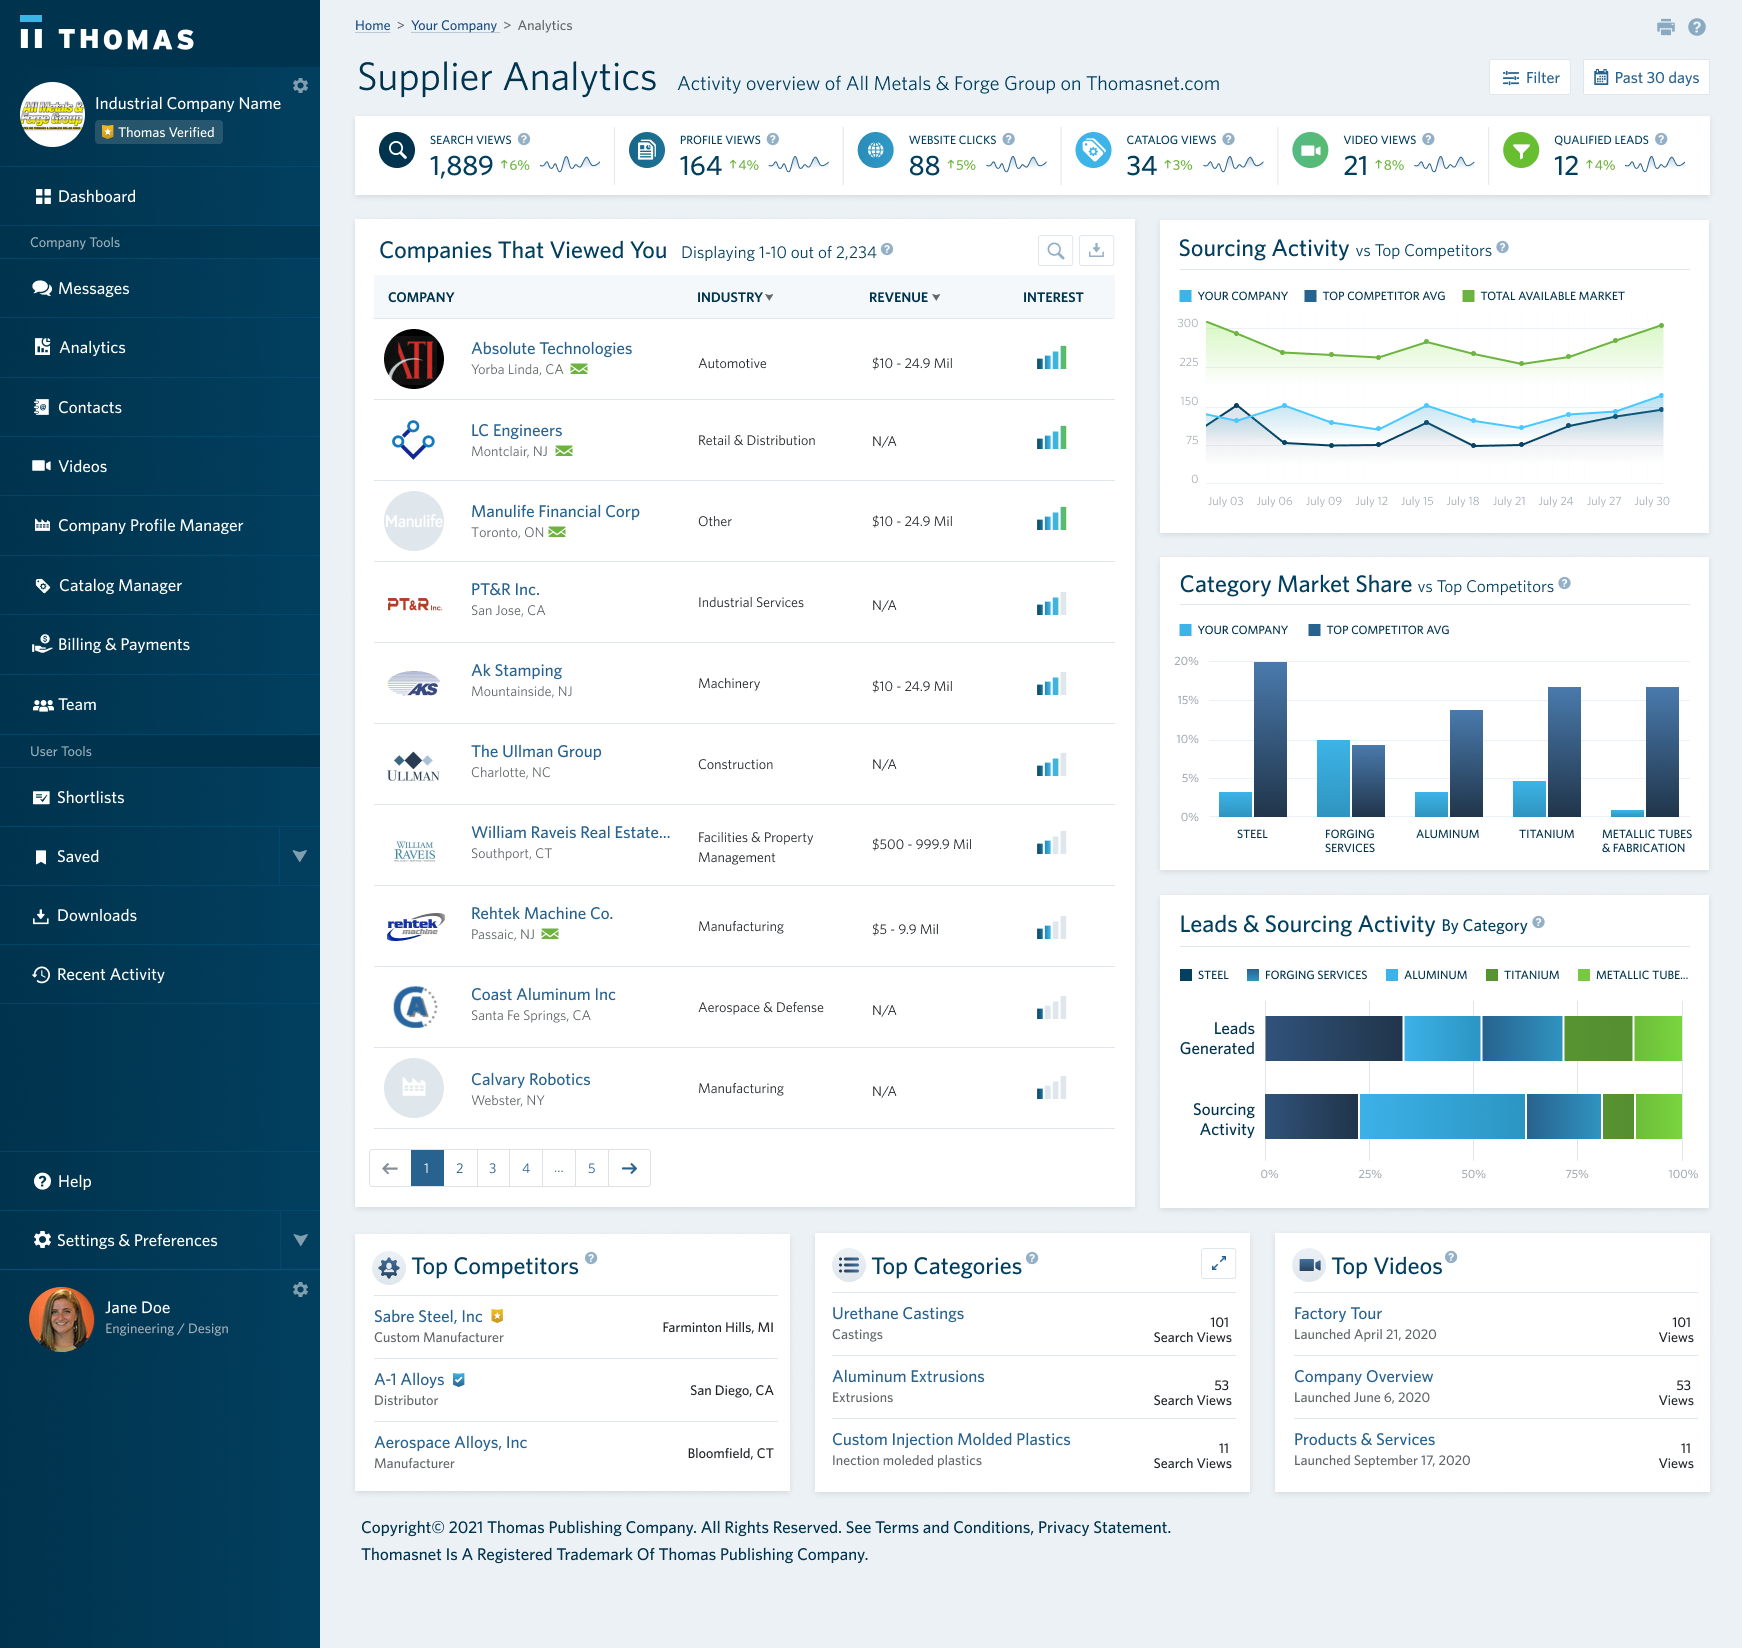 THOMAS
All Metals &
Forge Group
Industrial Company Name
Thomas Verified
Dashboard
Company Tools
Messages
Analytics
Contacts
Videos
Company Profile Manager
Catalog Manager
Billing & Payments
Team
User Tools
Shortlists
Saved
Downloads
Recent Activity
Help
Settings & Preferences
Jane Doe
Engineering / Design
Home > Your Company > Analytics
Supplier Analytics Activity overview of All Metals & Forge Group on Thomasnet.com
Filter
Past 30 days
SEARCH VIEWS
1,889 6%
PROFILE VIEWS
164 4%
WEBSITE CLICKS
88 5%
CATALOG VIEWS
34 3%
VIDEO VIEWS
21 8%
QUALIFIED LEADS
12 4%
Companies That Viewed You Displaying 1-10 out of 2,234
COMPANY INDUSTRY REVENUE INTEREST
ATI
Absolute Technologies
Yorba Linda, CA
Automotive
$10 - 24.9 Mil
LC Engineers
Montclair, NJ
Retail & Distribution
N/A
Manulife
Manulife Financial Corp
Toronto, ON
Other
$10 - 24.9 Mil
PT&R Inc.
PT&R Inc.
San Jose, CA
Industrial Services
N/A
AKS
Ak Stamping
Mountainside, NJ
Machinery
$10 - 24.9 Mil
ULLMAN
The Ullman Group
Charlotte, NC
Construction
N/A
WILLIAM
RAVEIS
William Raveis Real Estate...
Southport, CT
Facilities & Property
Management
$500 - 999.9 Mil
rehtek
machine
Rehtek Machine Co.
Passaic, NJ
Manufacturing
$5 - 9.9 Mil
CA
Coast Aluminum Inc
Santa Fe Springs, CA
Aerospace & Defense
N/A
Calvary Robotics
Webster, NY
Manufacturing
N/A
1 2 3 4 ... 5
Sourcing Activity vs Top Competitors
YOUR COMPANY TOP COMPETITOR AVG TOTAL AVAILABLE MARKET
300
225
150
75
0
July 03 July 06 July 09 July 12 July 15 July 18 July 21 July 24 July 27 July 30
Category Market Share vs Top Competitors
YOUR COMPANY TOP COMPETITOR AVG
20%
15%
10%
5%
0%
STEEL
FORGING
SERVICES
ALUMINUM
TITANIUM
METALLIC TUBES
& FABRICATION
Leads & Sourcing Activity By Category
STEEL FORGING SERVICES ALUMINUM TITANIUM METALLIC TUBE...
Leads
Generated
Sourcing
Activity
0% 25% 50% 75% 100%
Top Competitors
Sabre Steel, Inc
Custom Manufacturer
Farminton Hills, MI
A-1 Alloys
Distributor
San Diego, CA
Aerospace Alloys, Inc
Manufacturer
Bloomfield, CT
Top Categories
Urethane Castings
Castings
101
Search Views
Aluminum Extrusions
Extrusions
53
Search Views
Custom Injection Molded Plastics
Inection moleded plastics
11
Search Views
Top Videos
Factory Tour
Launched April 21, 2020
101
Views
Company Overview
Launched June 6, 2020
53
Views
Products & Services
Launched September 17, 2020
11
Views
Copyright© 2021 Thomas Publishing Company. All Rights Reserved. See Terms and Conditions, Privacy Statement.
Thomasnet Is A Registered Trademark Of Thomas Publishing Company.